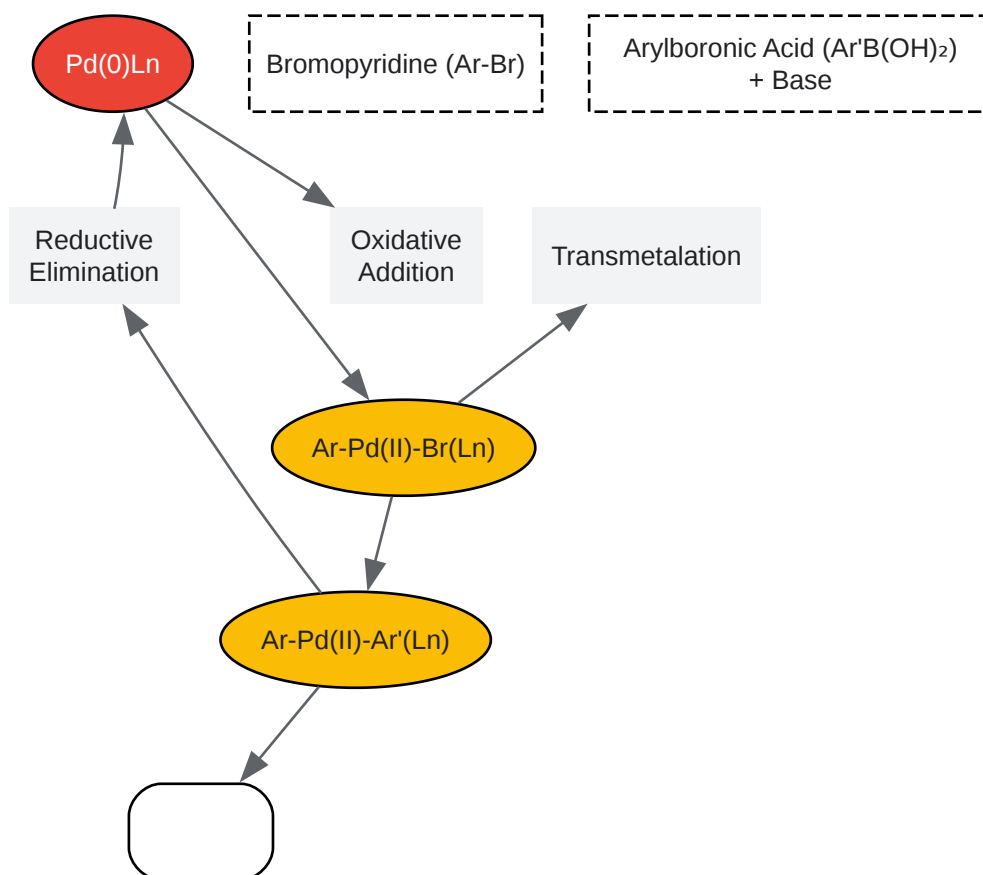 Pd(0)Ln
Bromopyridine (Ar-Br)
Arylboronic Acid (Ar'B(OH)₂)
+ Base
Reductive
Elimination
Oxidative
Addition
Transmetalation
Ar-Pd(II)-Br(Ln)
Ar-Pd(II)-Ar'(Ln)